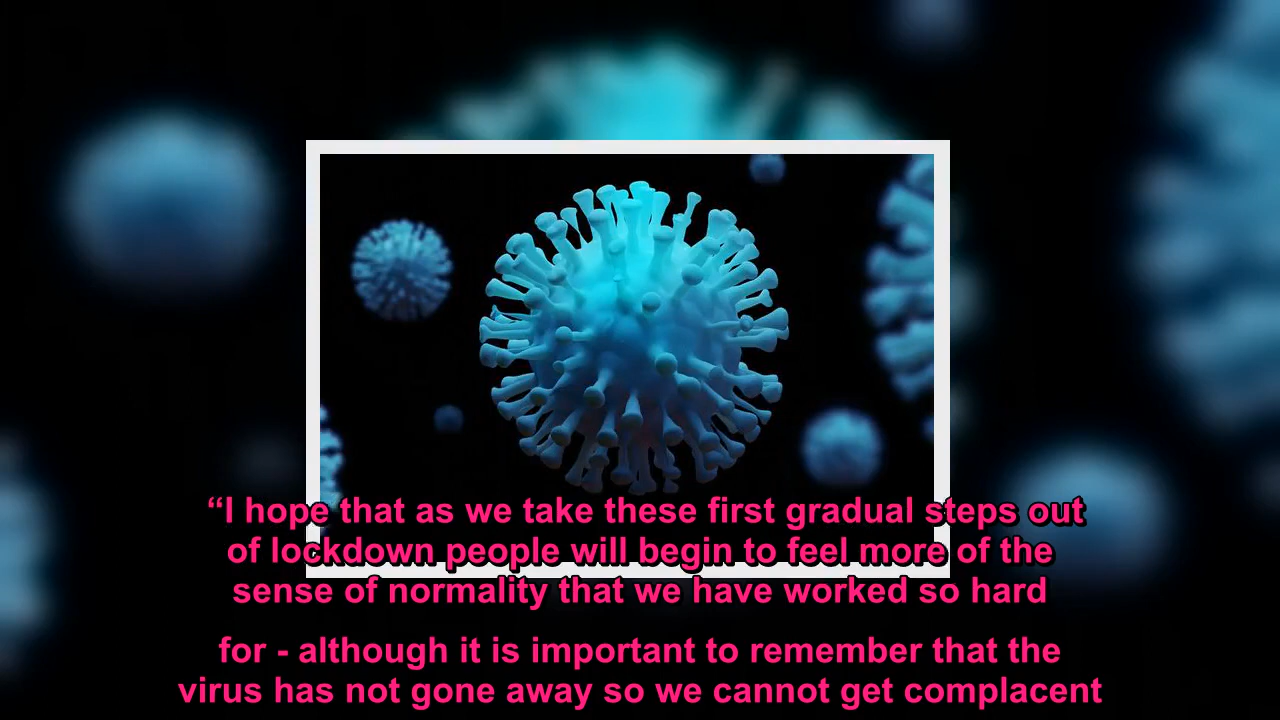 “I hope that as we take these first gradual steps out
of lockdown people will begin to feel more of the
sense of normality that we have worked so hard
for - although it is important to remember that the
virus has not gone away so we cannot get complacent